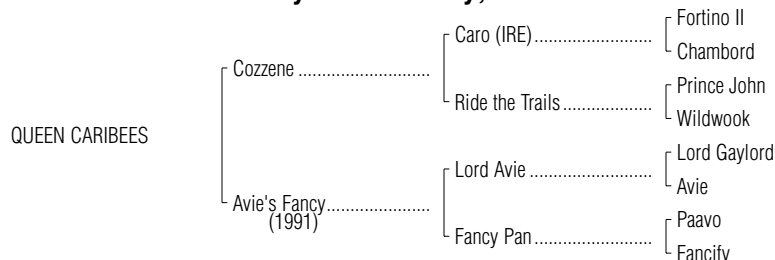 Fortino II
Caro (IRE)
Chambord
Cozzene
Prince John
Ride the Trails
Wildwook
QUEEN CARIBEES
Lord Gaylord
Lord Avie
Avie
Avie's Fancy
(1991)
Paavo
Fancy Pan
Fancify